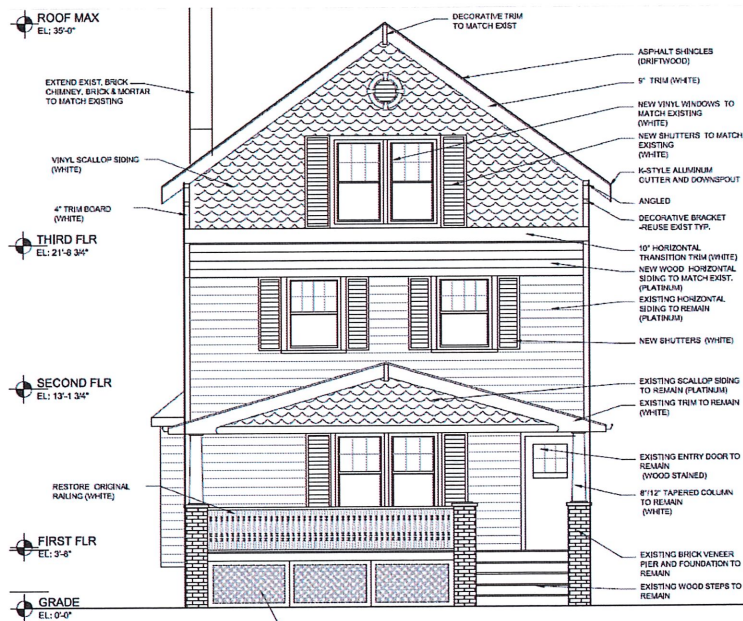 ROOF MAX
EL: 35'-0"
EXTEND EXIST, BRICK
CHIMNEY, BRICK & MORTAR
TO MATCH EXISTING
VINYL SCALLOP SIDING
(WHITE)
4" TRIM BOARD
(WHITE)
THIRD FLR
EL: 21'-8 3/4"
SECOND FLR
EL: 13'-1 3/4"
RESTORE ORIGINAL
RAILING (WHITE)
FIRST FLR
EL: 3'-6"
GRADE
EL: 0'-0"
DECORATIVE TRIM
TO MATCH EXIST
ASPHALT SHINGLES
(DRIFTWOOD)
9" TRIM (WHITE)
NEW VINYL WINDOWS TO
MATCH EXISTING
(WHITE)
NEW SHUTTERS TO MATCH
EXISTING
(WHITE)
K-STYLE ALUMINUM
GUTTER AND DOWNSPOUT
ANGLED
DECORATIVE BRACKET
-REUSE EXIST TYP.
10" HORIZONTAL
TRANSITION TRIM (WHITE)
NEW WOOD HORIZONTAL
SIDING TO MATCH EXIST.
(PLATINUM)
EXISTING HORIZONTAL
SIDING TO REMAIN
(PLATINUM)
NEW SHUTTERS (WHITE)
EXISTING SCALLOP SIDING
TO REMAIN (PLATINUM)
EXISTING TRIM TO REMAIN
(WHITE)
EXISTING ENTRY DOOR TO
REMAIN
(WOOD STAINED)
8"/12" TAPERED COLUMN
TO REMAIN
(WHITE)
EXISTING BRICK VENEER
PIER AND FOUNDATION TO
REMAIN
EXISTING WOOD STEPS TO
REMAIN